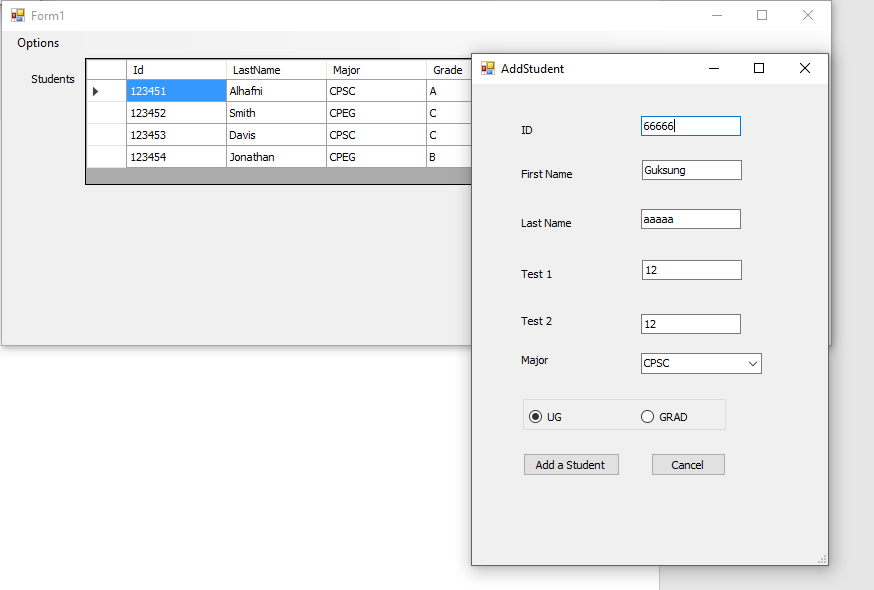 Form1
Options
Students
Id LastName Major Grade
123451 Alhafni CPSC A
123452 Smith CPEG C
123453 Davis CPSC C
123454 Jonathan CPEG B
AddStudent
ID 66666
First Name Guksung
Last Name aaaaa
Test 1 12
Test 2 12
Major CPSC
UG GRAD
Add a Student Cancel